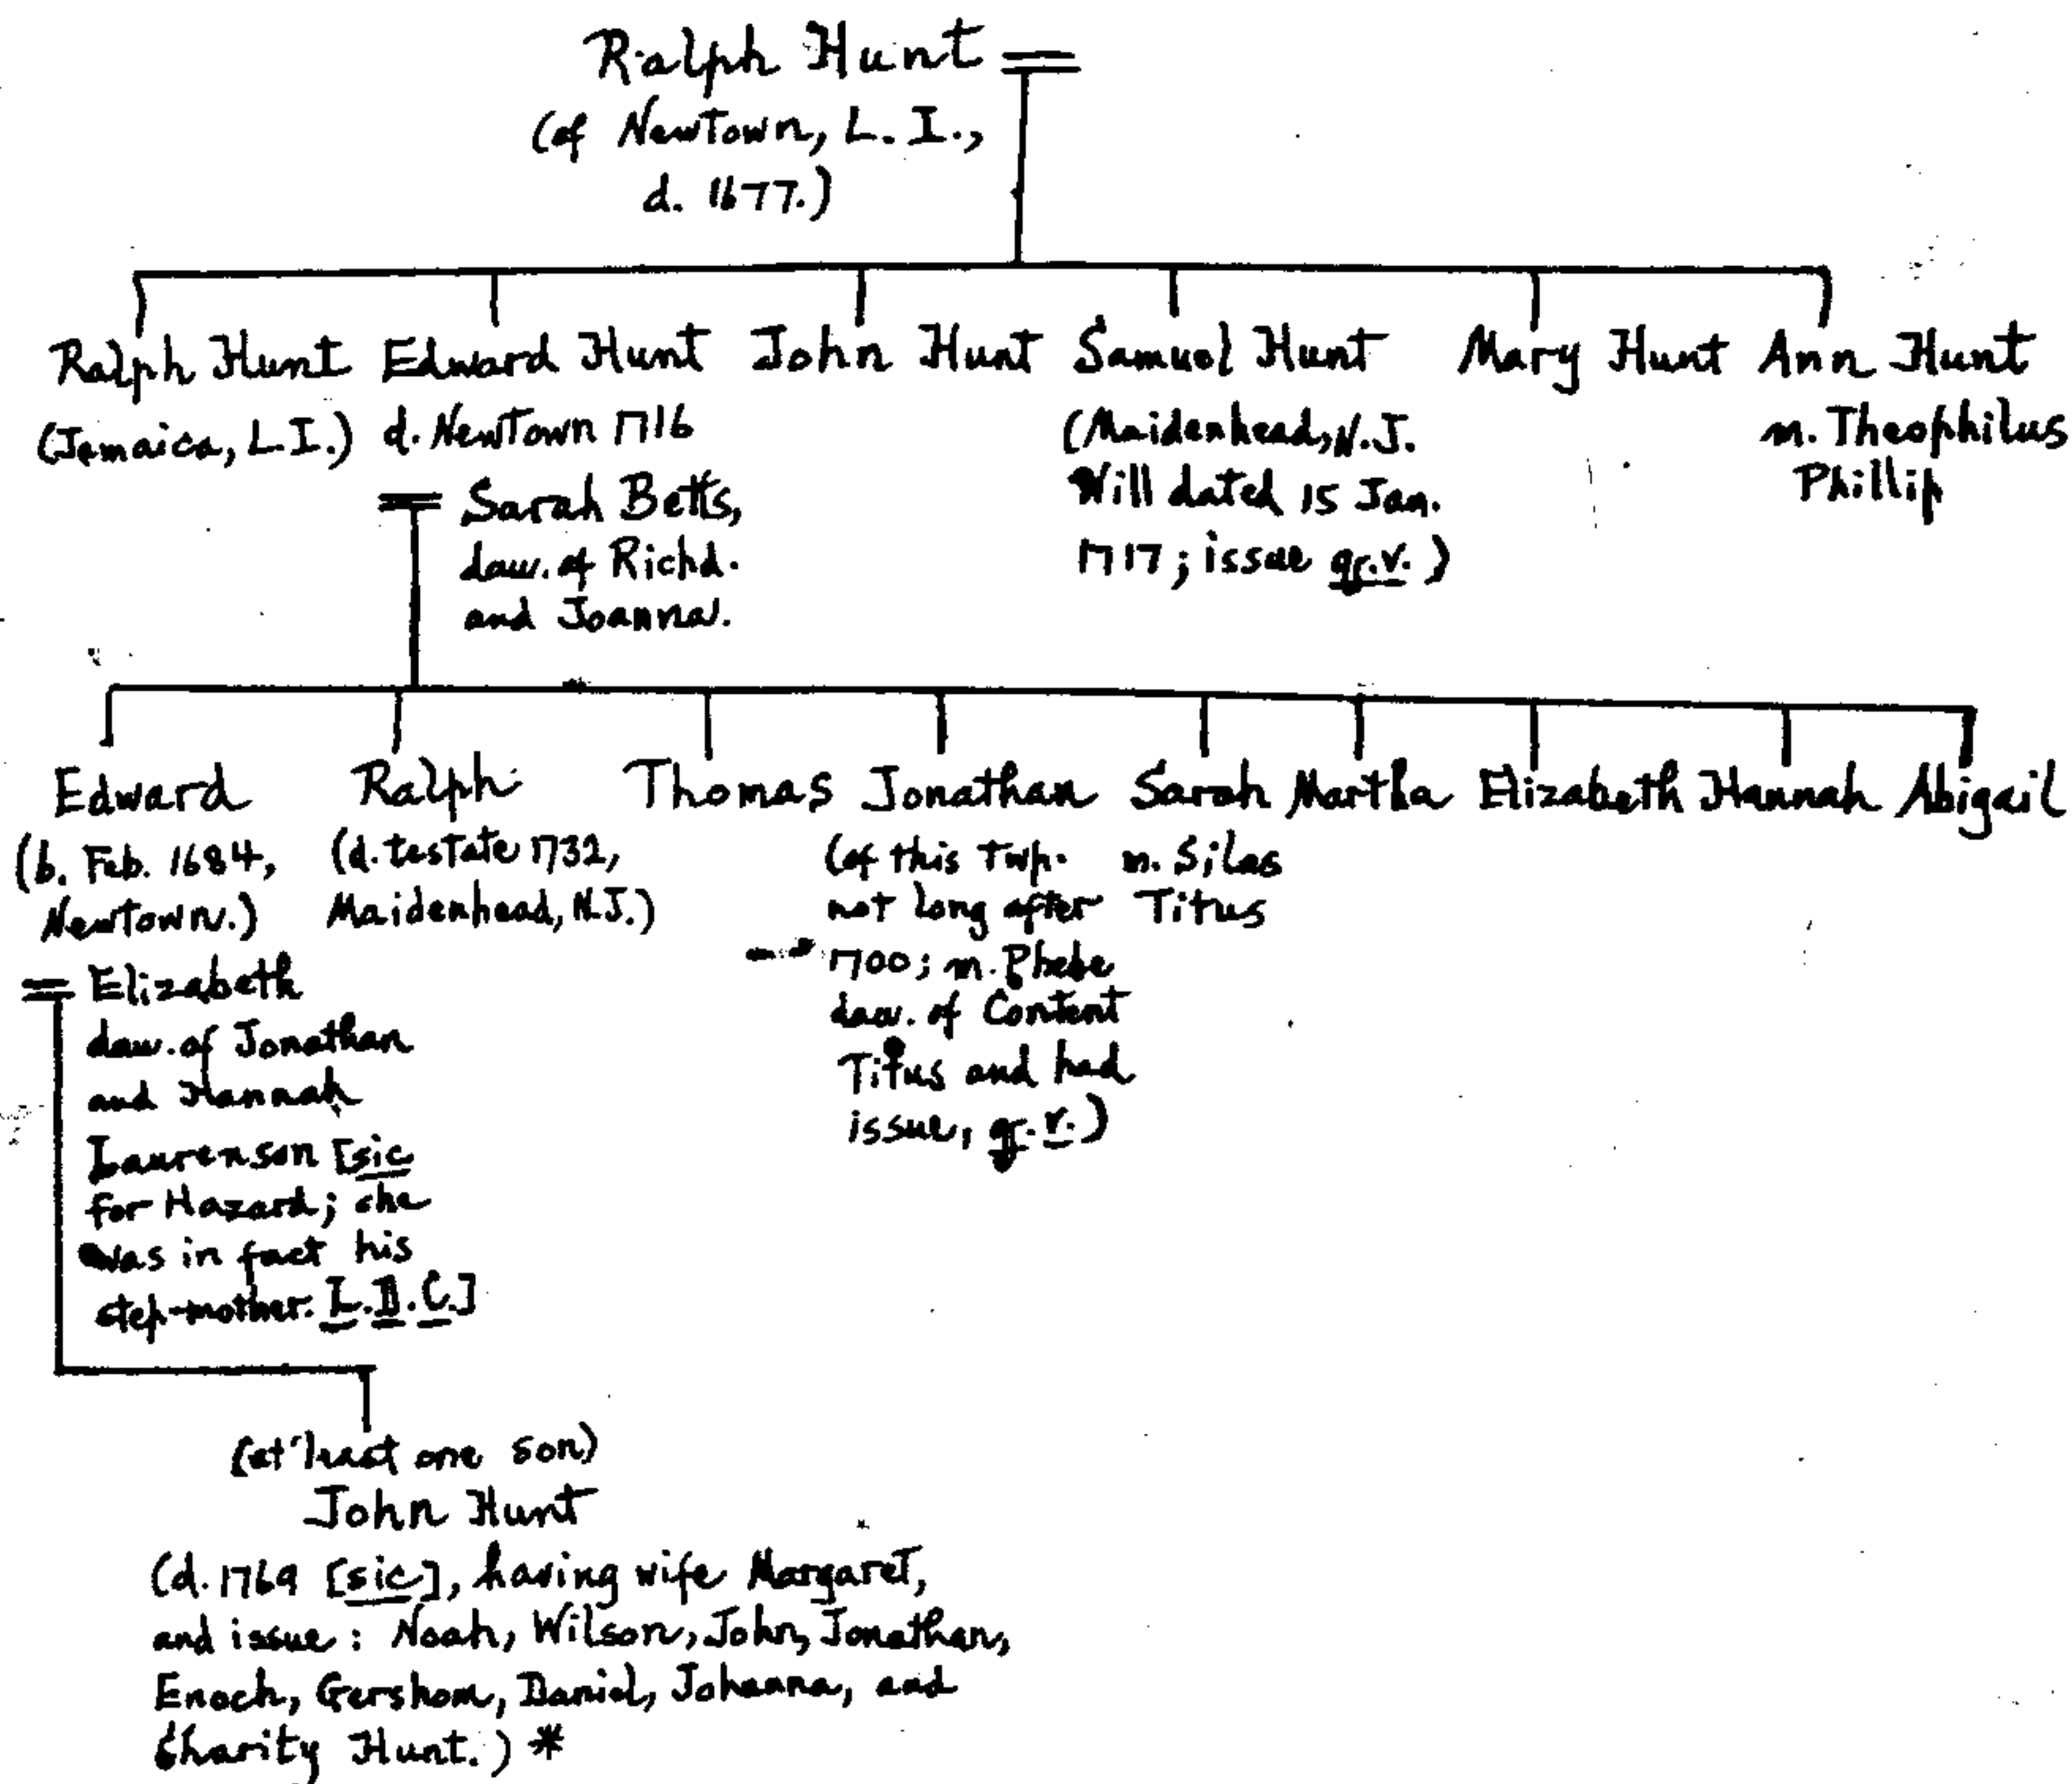 Ralph Hunt
(of Newtown, L. I.,
d. 1677.)
Ralph Hunt
(Jamaica, L.I.)
Edward Hunt
d. Newtown 1716
Sarah Betts,
daw. of Richd.
and Joanna.
John Hunt
Samuel Hunt
(Maidenhead, N.J.
Will dated 15 Jan.
1717; issue q.v.)
Mary Hunt
Ann Hunt
m. Theophilus
Phillip
Edward
(b. Feb. 1684,
Newtown.)
Elizabeth
daw. of Jonathan
and Hannah
Laurenson [sic
for Hazard; she
was in fact his
step-mother. L.D.C.]
Ralph
(d. testate 1732,
Maidenhead, N.J.)
Thomas
Jonathan
(of this Twp.
not long after
1700; m. Phebe
daw. of Content
Titus and had
issue, q.v.)
Sarah
m. Silas
Titus
Martha
Elizabeth
Hannah
Abigail
(at least one son)
John Hunt
(d. 1769 [sic], having wife Margaret,
and issue: Noah, Wilson, John, Jonathan,
Enoch, Gershom, Daniel, Johanna, and
Charity Hunt.) *